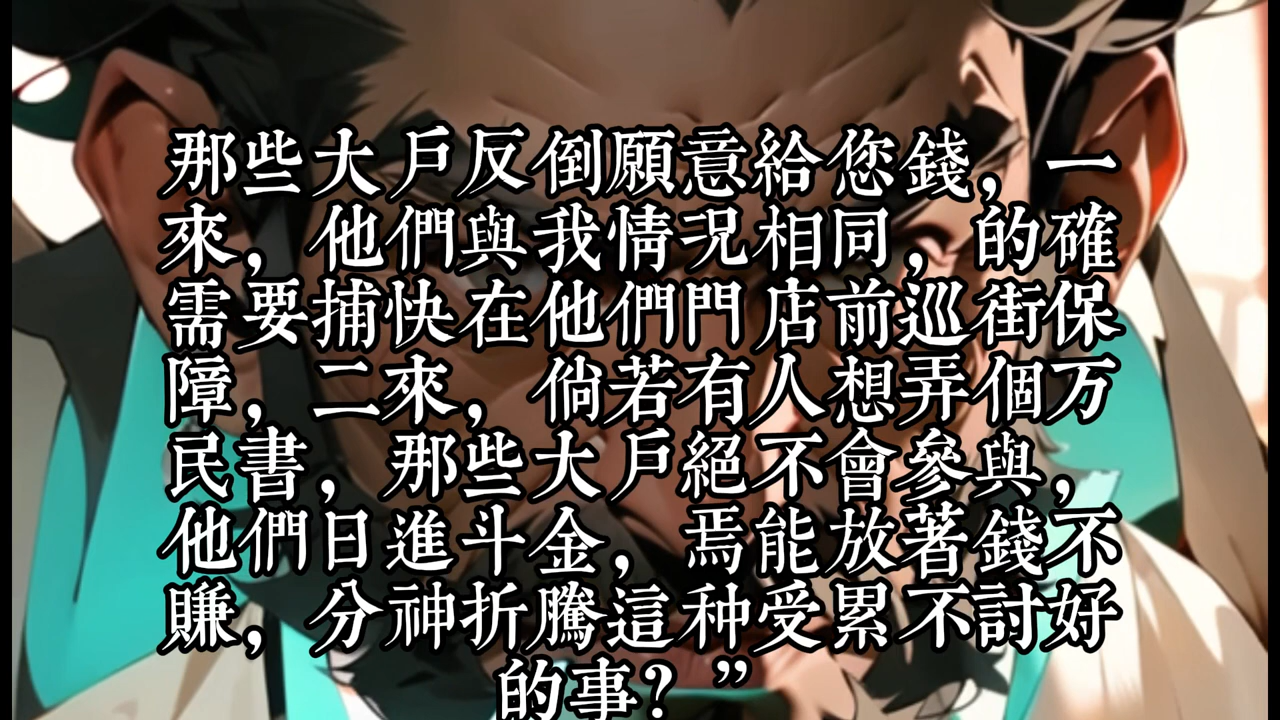 那些大戶反倒願意給您錢，一
來，他們與我情況相同，的確
需要捕快在他們門店前巡街保
障，二來，倘若有人想弄個万
民書，那些大戶絕不會參與，
他們日進斗金，焉能放著錢不
賺，分神折騰這种受累不討好
的事？”